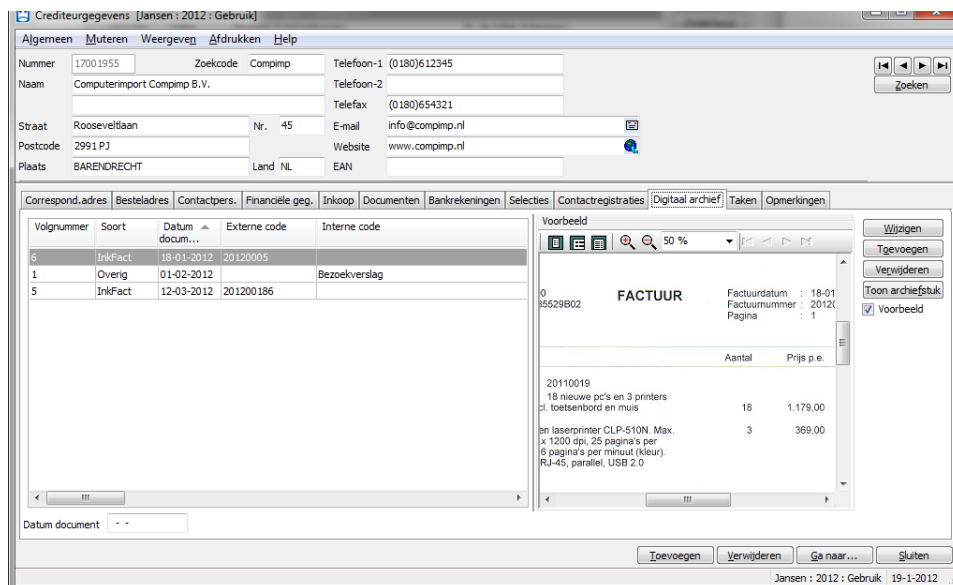 Crediteurgegevens [Jansen : 2012 : Gebruik]
Algemeen Muteren Weergeven Afdrukken Help
Nummer 17001955 Zoekcode Compimp Telefoon-1 (0180)612345
Naam Computerimport Compimp B.V. Telefoon-2 Zoeken
Telefax (0180)654321
Straat Rooseveltlaan Nr. 45 E-mail info@compimp.nl
Postcode 2991 PJ Website www.compimp.nl
Plaats BARENDRECHT Land NL EAN
Correspond.adres Besteladres Contactpers. Financiële geg. Inkoop Documenten Bankrekeningen Selecties Contactregistraties Digitaal archief Taken Opmerkingen
Volgnummer Soort Datum docum... Externe code Interne code
6 InkFact 18-01-2012 20120005
1 Overig 01-02-2012 Bezoekverslag
5 InkFact 12-03-2012 201200186
Voorbeeld
50 %
0 FACTUUR Factuurdatum : 18-01
35529B02 Factuurnummer : 2012
Pagina : 1
Aantal Prijs p.e.
20110019
18 nieuwe pc's en 3 printers
cl. toetsenbord en muis 18 1.179,00
en laserprinter CLP-510N. Max. 3 369,00
x 1200 dpi, 25 pagina's per
6 pagina's per minuut (kleur).
RJ-45, parallel, USB 2.0
Wijzigen
Toevoegen
Verwijderen
Toon archiefstuk
Voorbeeld
Datum document - -
Toevoegen Verwijderen Ga naar... Sluiten
Jansen : 2012 : Gebruik 19-1-2012